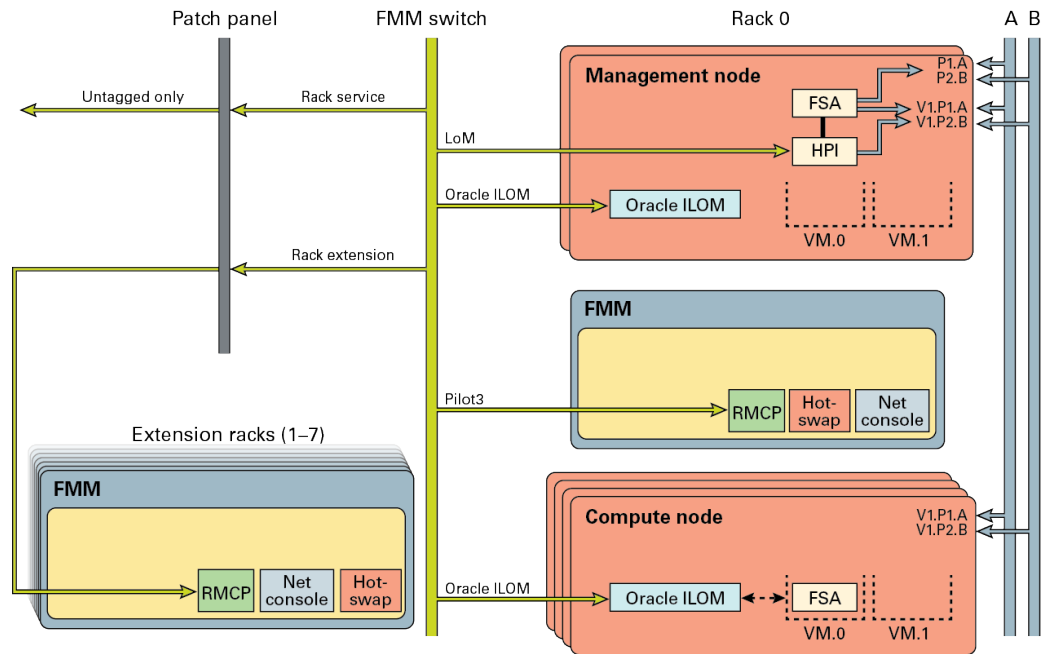 Patch panel
FMM switch
Rack 0
A B
Management node
P1.A
P2.B
Untagged only
Rack service
FSA
V1.P1.A
V1.P2.B
LoM
HPI
Oracle ILOM
Oracle ILOM
VM.0
VM.1
Rack extension
FMM
Pilot3
RMCP
Hot-
swap
Net
console
Extension racks (1–7)
FMM
RMCP
Net
console
Hot-
swap
Compute node
V1.P1.A
V1.P2.B
Oracle ILOM
Oracle ILOM
FSA
VM.0
VM.1